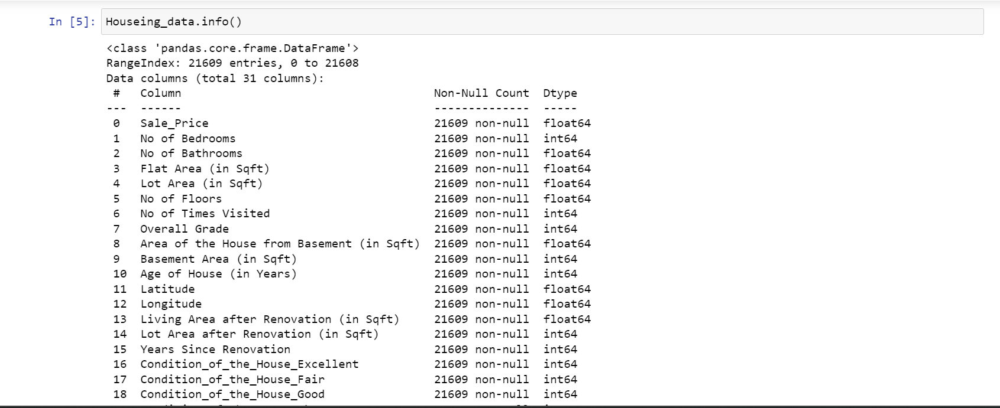 In [5]: Houseing_data.info()
<class 'pandas.core.frame.DataFrame'>
RangeIndex: 21609 entries, 0 to 21608
Data columns (total 31 columns):
 #   Column                                     Non-Null Count  Dtype
---  ------                                     --------------  -----
 0   Sale_Price                                 21609 non-null  float64
 1   No of Bedrooms                             21609 non-null  int64
 2   No of Bathrooms                            21609 non-null  float64
 3   Flat Area (in Sqft)                        21609 non-null  float64
 4   Lot Area (in Sqft)                         21609 non-null  float64
 5   No of Floors                               21609 non-null  float64
 6   No of Times Visited                        21609 non-null  int64
 7   Overall Grade                              21609 non-null  int64
 8   Area of the House from Basement (in Sqft)  21609 non-null  float64
 9   Basement Area (in Sqft)                    21609 non-null  int64
 10  Age of House (in Years)                    21609 non-null  int64
 11  Latitude                                   21609 non-null  float64
 12  Longitude                                  21609 non-null  float64
 13  Living Area after Renovation (in Sqft)     21609 non-null  float64
 14  Lot Area after Renovation (in Sqft)        21609 non-null  int64
 15  Years Since Renovation                     21609 non-null  int64
 16  Condition_of_the_House_Excellent           21609 non-null  int64
 17  Condition_of_the_House_Fair                21609 non-null  int64
 18  Condition_of_the_House_Good                21609 non-null  int64